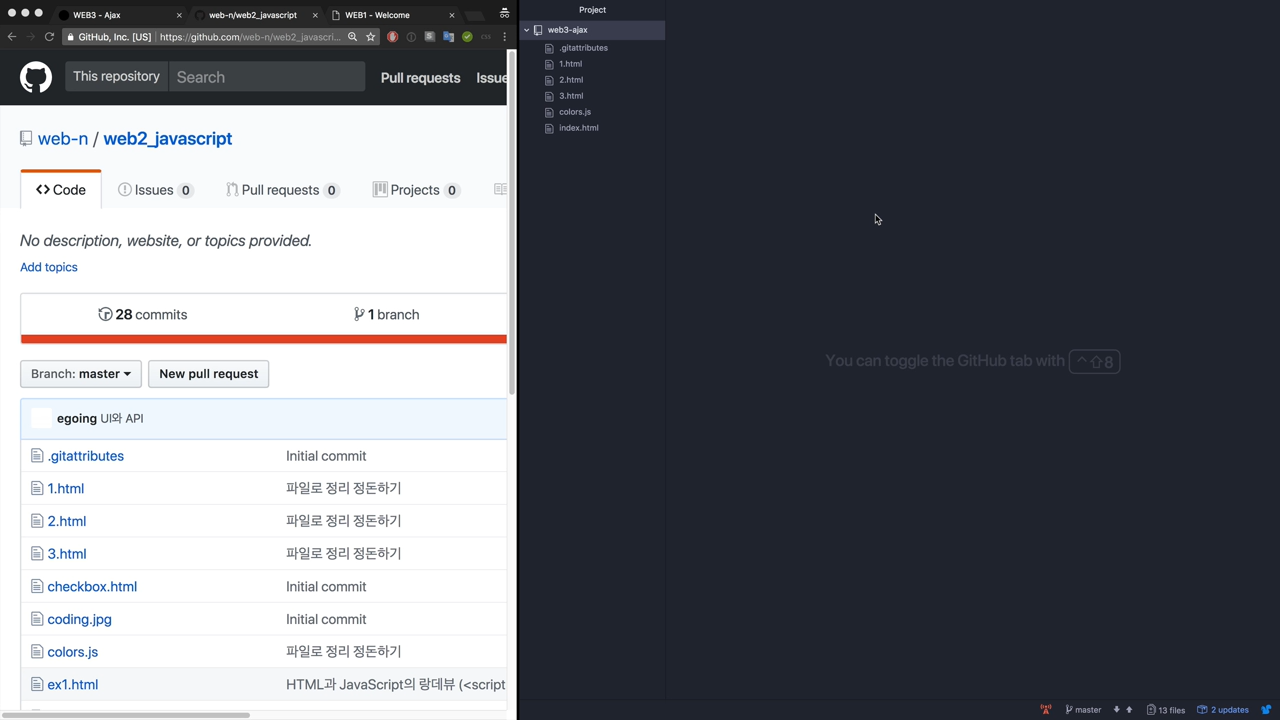 WEB3 - Ajax
web-n/web2_javascript
WEB1 - Welcome
GitHub, Inc. [US]
https://github.com/web-n/web2_javascri...
This repository
Search
Pull requests
Issue
web-n / web2_javascript
Code
Issues 0
Pull requests 0
Projects 0
No description, website, or topics provided.
Add topics
28 commits
1 branch
Branch: master
New pull request
egoing UI와 API
.gitattributes
Initial commit
1.html
파일로 정리 정돈하기
2.html
파일로 정리 정돈하기
3.html
파일로 정리 정돈하기
checkbox.html
Initial commit
coding.jpg
Initial commit
colors.js
파일로 정리 정돈하기
ex1.html
HTML과 JavaScript의 랑데뷰 (<script
Project
web3-ajax
.gitattributes
1.html
2.html
3.html
colors.js
index.html
You can toggle the GitHub tab with ⌃⇧8
master
13 files
2 updates